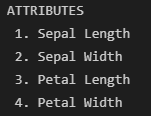 ATTRIBUTES
1. Sepal Length
2. Sepal Width
3. Petal Length
4. Petal Width